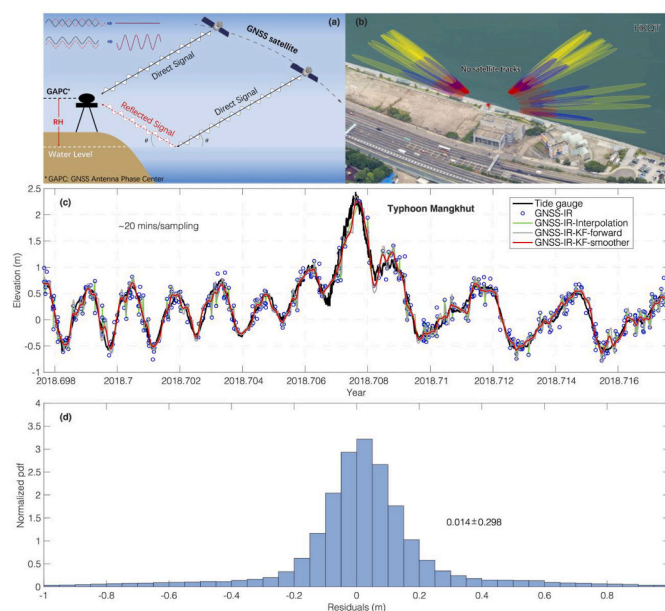 (a)
GNSS satellite
Direct Signal
GAPC*
RH
Reflected Signal
Direct Signal
θ
θ
Water Level
* GAPC: GNSS Antenna Phase Center
(b)
No satellite tracks
(c)
~20 mins/sampling
Typhoon Mangkhut
Tide gauge
GNSS-IR
GNSS-IR-Interpolation
GNSS-IR-KF-forward
GNSS-IR-KF-smoother
Elevation (m)
2.5
2
1.5
1
0.5
0
-0.5
-1
2018.698
2018.7
2018.702
2018.704
2018.706
2018.708
2018.71
2018.712
2018.714
2018.716
Year
(d)
Normalized pdf
4
3.5
3
2.5
2
1.5
1
0.5
0
0.014±0.298
-1
-0.8
-0.6
-0.4
-0.2
0
0.2
0.4
0.6
0.8
Residuals (m)